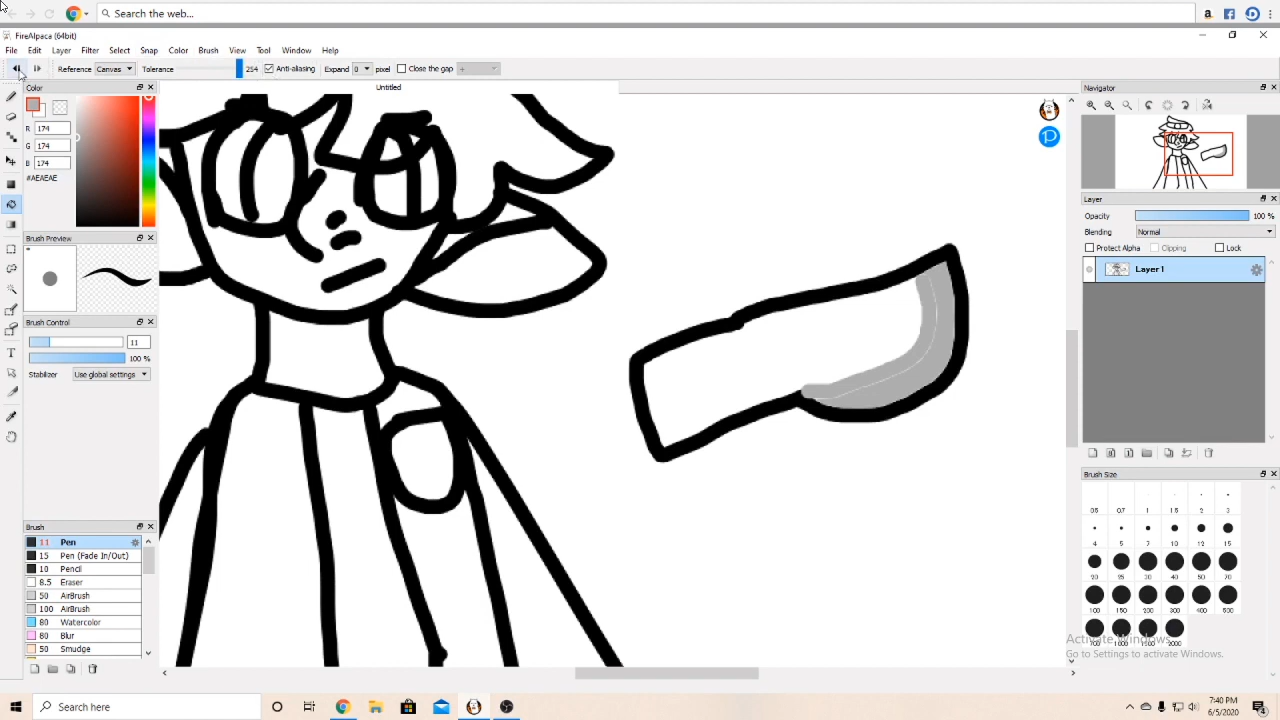 Search the web...
FireAlpaca (64bit)
File Edit Layer Filter Select Snap Color Brush View Tool Window Help
Reference Canvas Tolerance 254 Anti-aliasing Expand 0 pixel Close the gap
Color
Untitled
Navigator
R 174
G 174
B 174
#AEAEAE
Layer
Opacity 100 %
Blending Normal
Protect Alpha Clipping Lock
Layer 1
Brush Preview
Brush Control
11
100 %
Stabilizer Use global settings
Brush Size
0.5 0.7 1 1.5 2 3
4 5 7 10 12 15
20 25 30 40 50 70
100 150 200 300 400 500
700 1000 1500 2000
Brush
11 Pen
15 Pen (Fade In/Out)
10 Pencil
8.5 Eraser
50 AirBrush
100 AirBrush
80 Watercolor
80 Blur
50 Smudge
Activate Windows
Go to Settings to activate Windows.
Search here
7:40 PM
6/5/2020
4